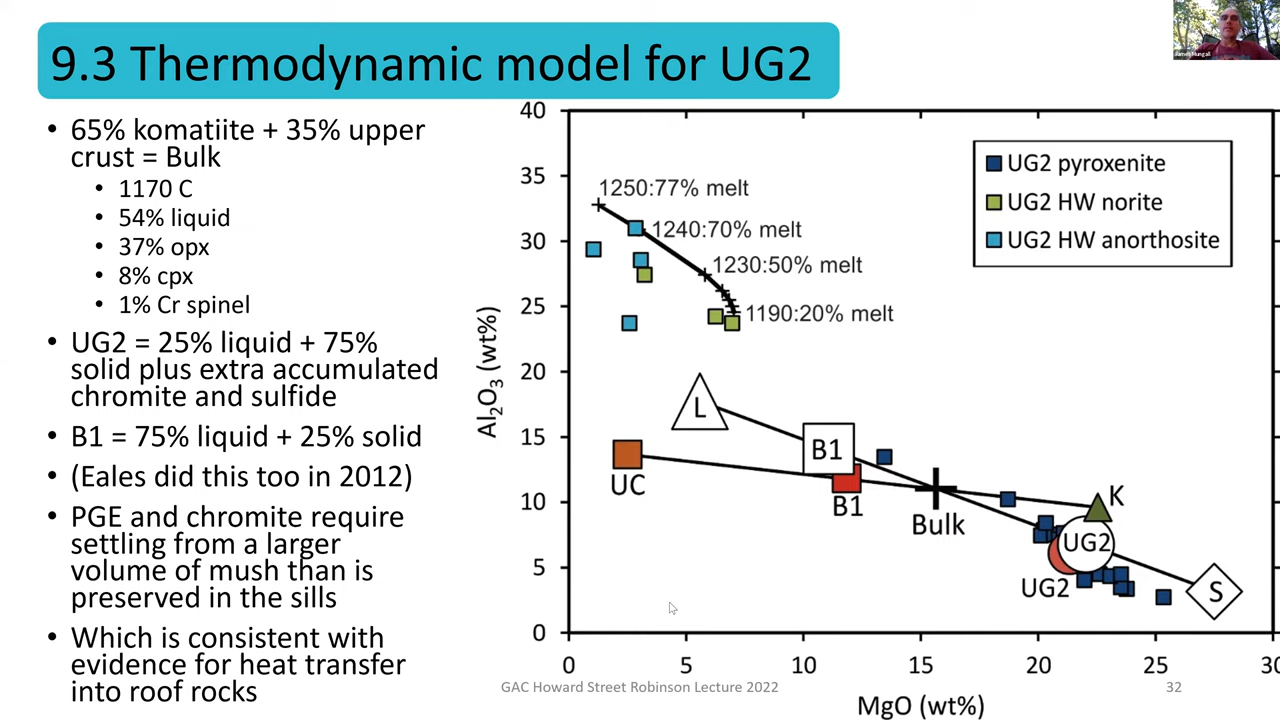 9.3 Thermodynamic model for UG2
• 65% komatiite + 35% upper
crust = Bulk
• 1170 C
• 54% liquid
• 37% opx
• 8% cpx
• 1% Cr spinel
• UG2 = 25% liquid + 75%
solid plus extra accumulated
chromite and sulfide
• B1 = 75% liquid + 25% solid
• (Eales did this too in 2012)
• PGE and chromite require
settling from a larger
volume of mush than is
preserved in the sills
• Which is consistent with
evidence for heat transfer
into roof rocks
James Mungall
40
35
30
25
20
15
10
5
0
Al₂O₃ (wt%)
UG2 pyroxenite
UG2 HW norite
UG2 HW anorthosite
1250:77% melt
1240:70% melt
1230:50% melt
1190:20% melt
L
B1
UC
B1
Bulk
K
UG2
UG2
S
0 5 10 15 20 25 30
MgO (wt%)
GAC Howard Street Robinson Lecture 2022
32